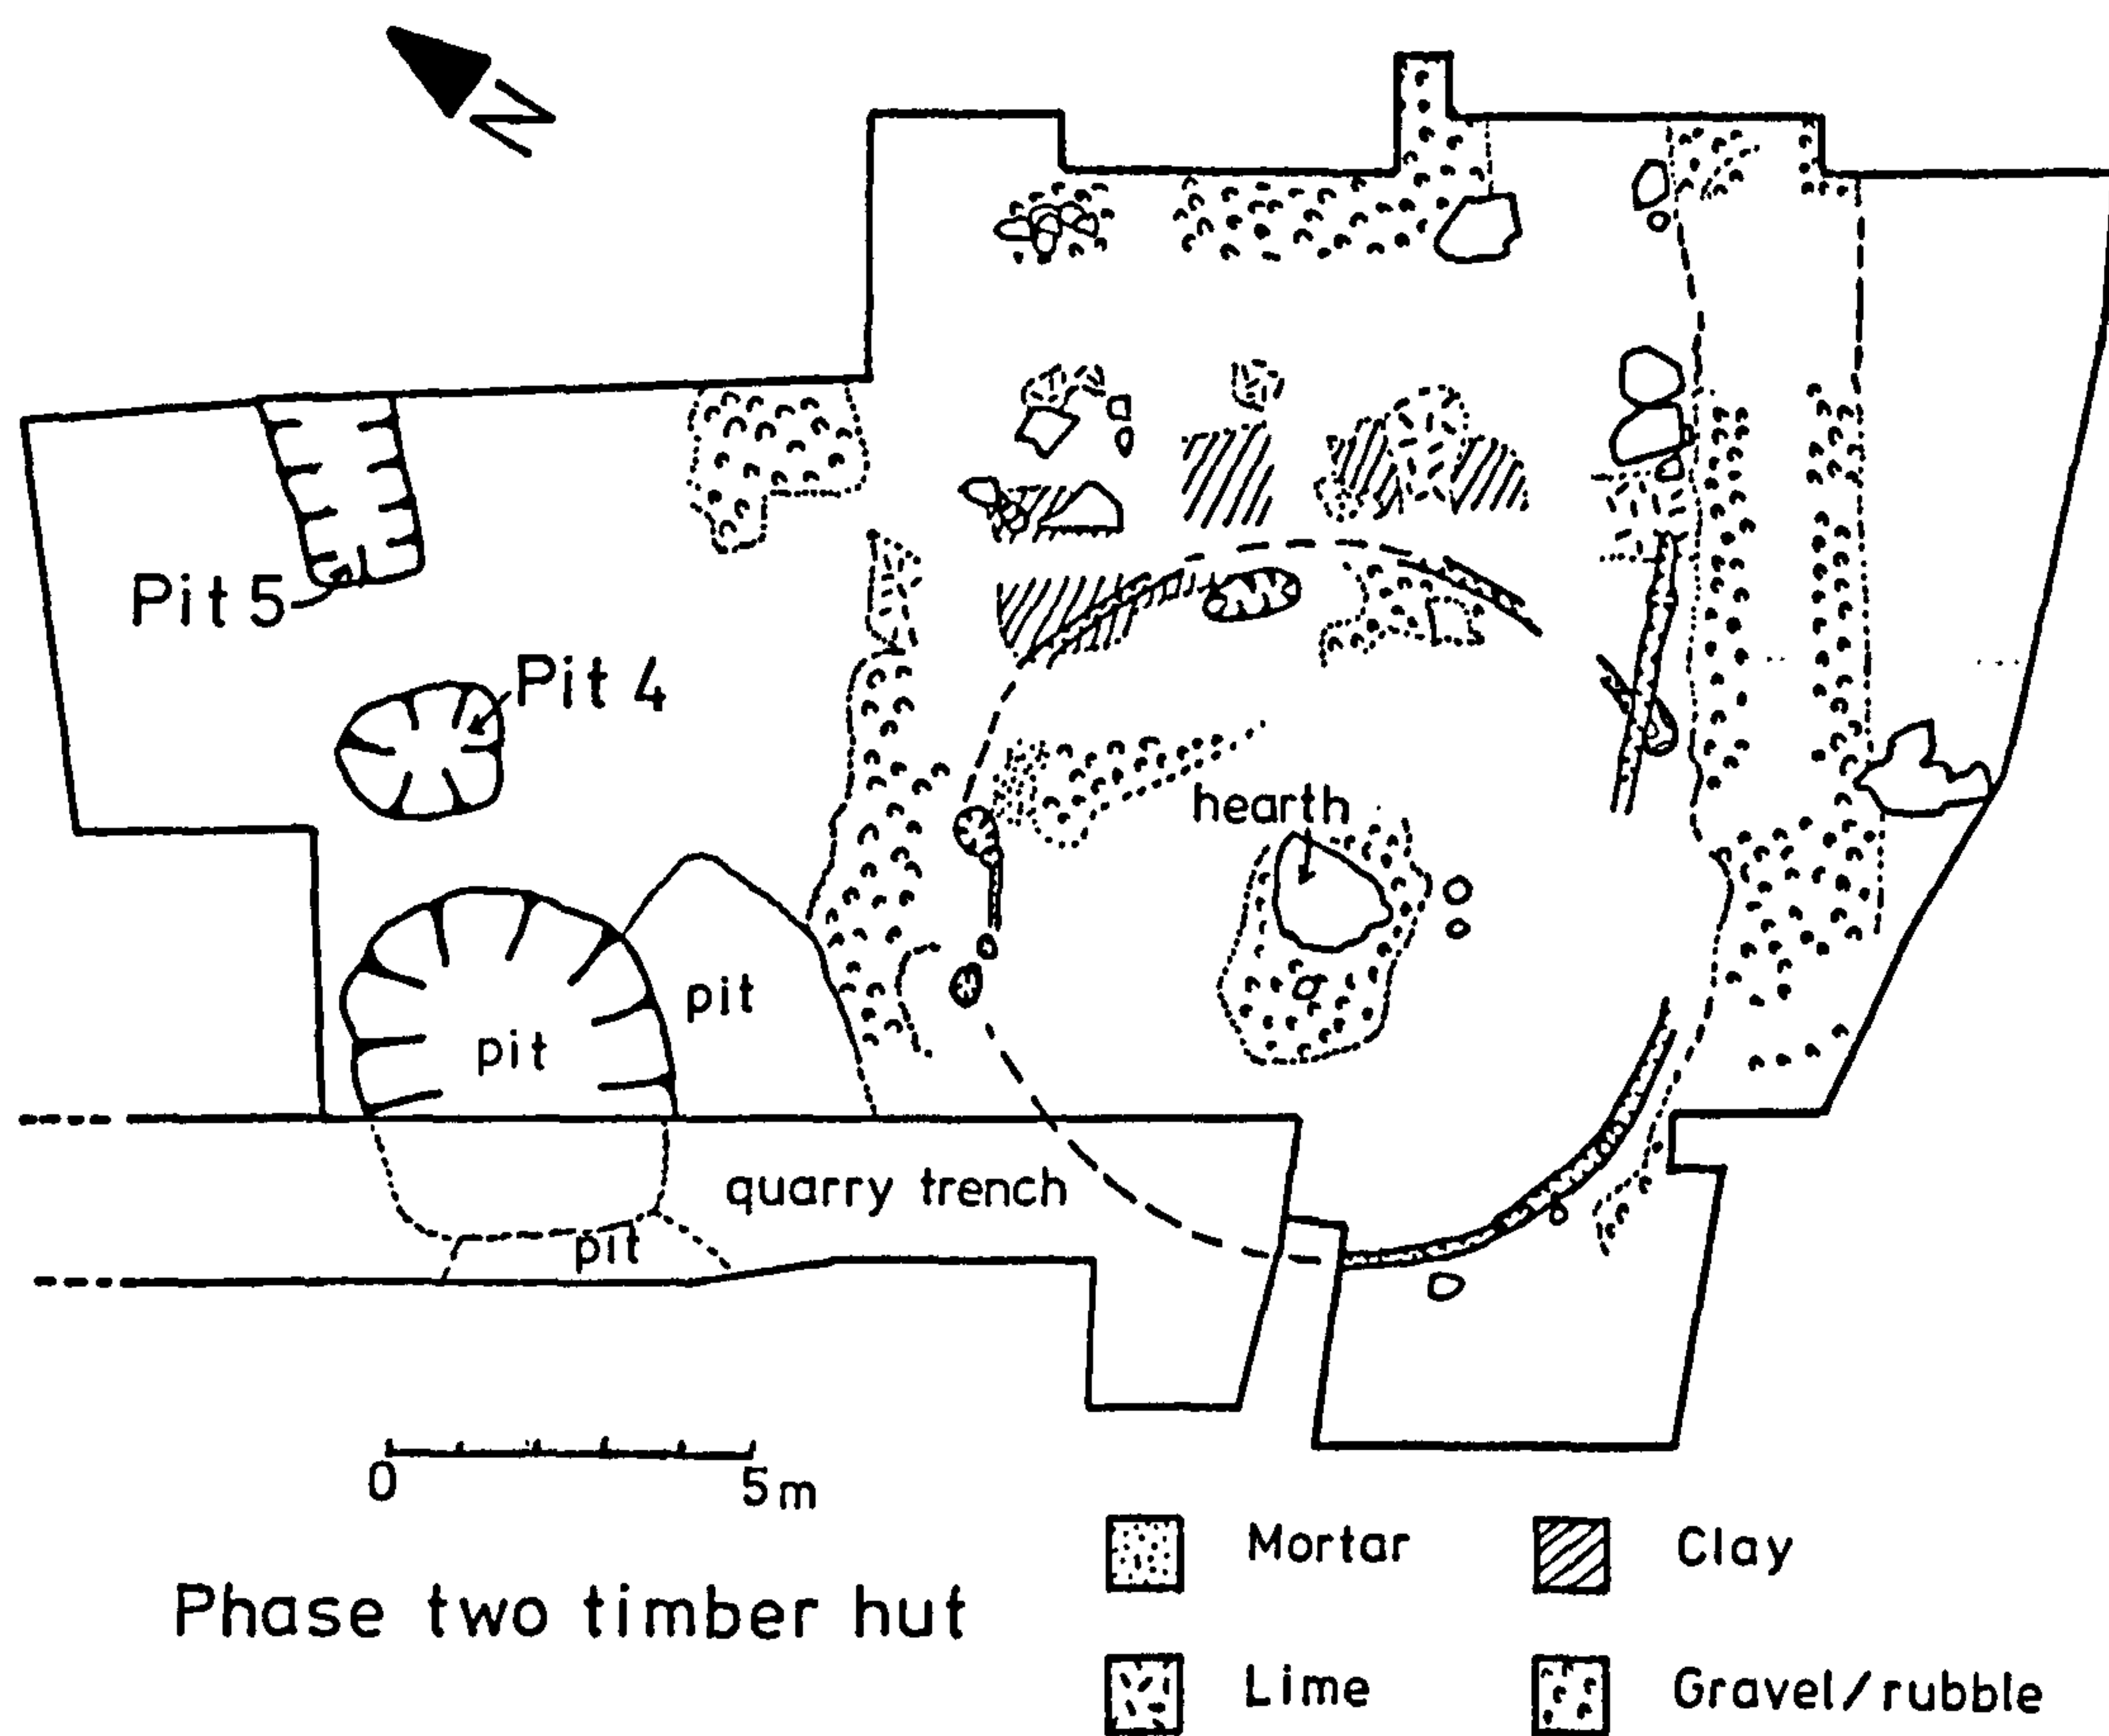 N
Pit 5
Pit 4
hearth
pit
pit
quarry trench
pit
0 5m
Phase two timber hut
Mortar
Clay
Lime
Gravel/rubble